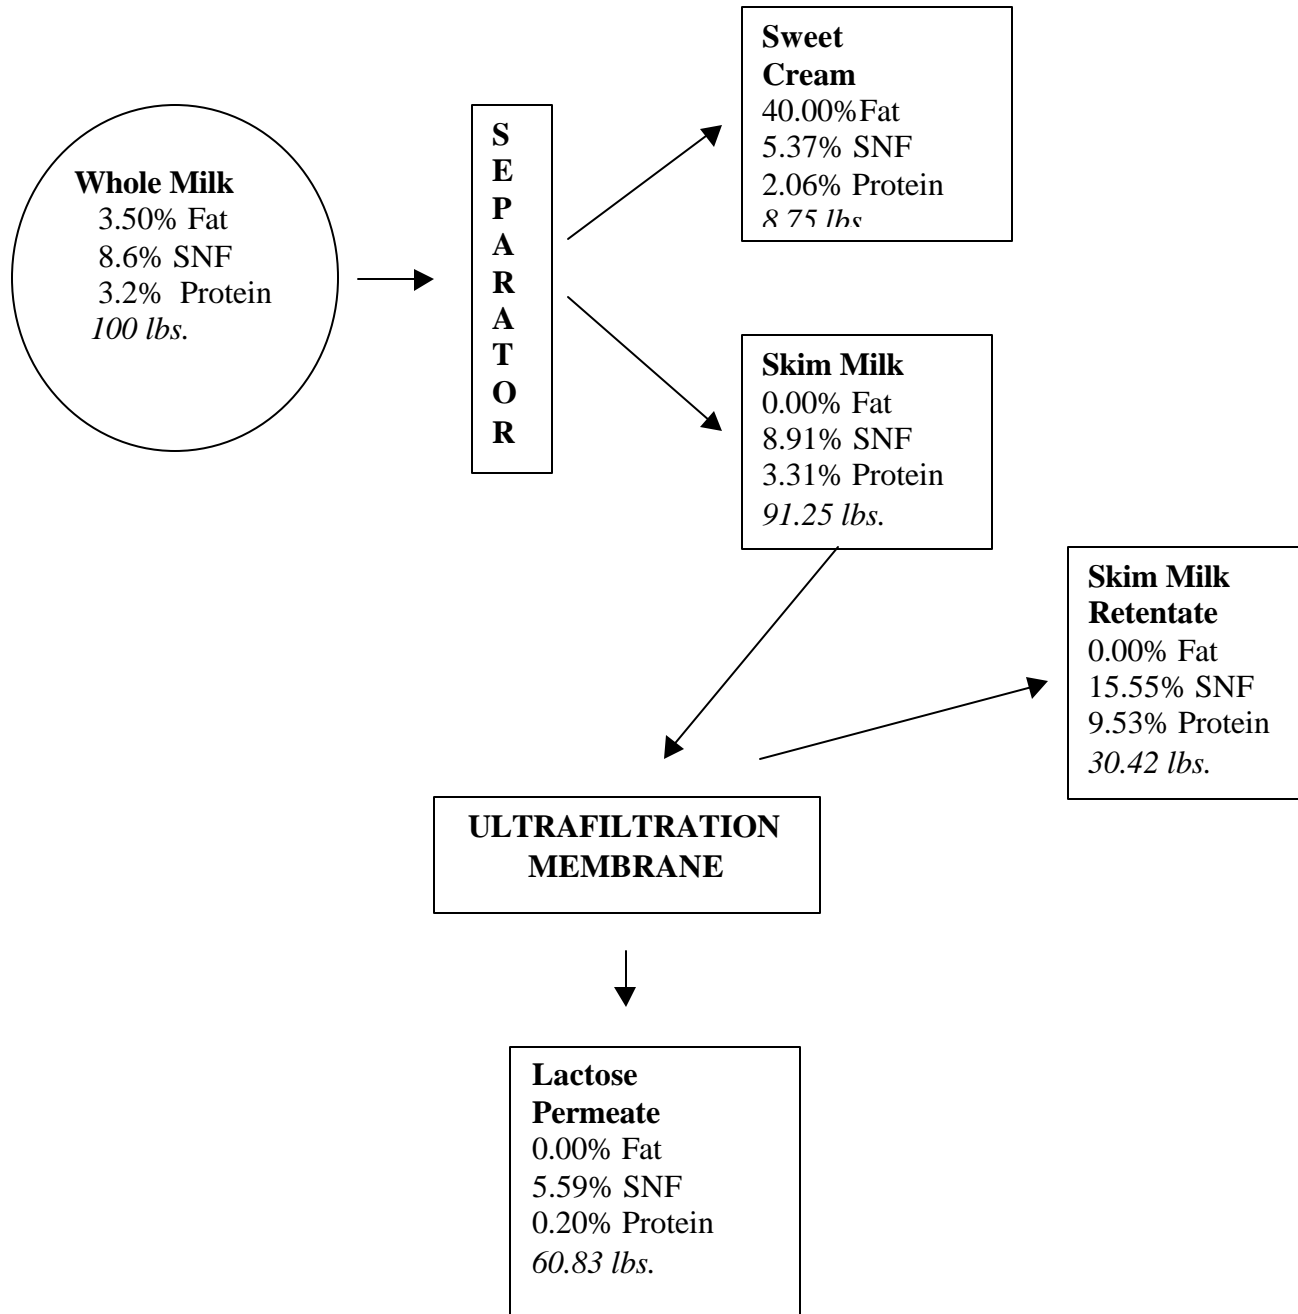 Whole Milk
3.50% Fat
8.6% SNF
3.2% Protein
100 lbs.
S
E
P
A
R
A
T
O
R
Sweet
Cream
40.00%Fat
5.37% SNF
2.06% Protein
8.75 lbs
Skim Milk
0.00% Fat
8.91% SNF
3.31% Protein
91.25 lbs.
Skim Milk
Retentate
0.00% Fat
15.55% SNF
9.53% Protein
30.42 lbs.
ULTRAFILTRATION
MEMBRANE
Lactose
Permeate
0.00% Fat
5.59% SNF
0.20% Protein
60.83 lbs.